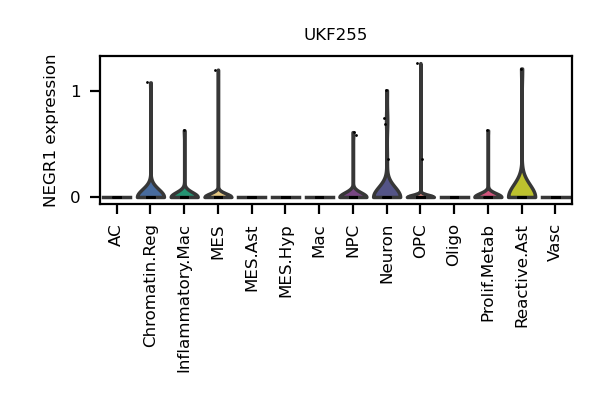 UKF255
NEGR1 expression
1
0
AC
Chromatin.Reg
Inflammatory.Mac
MES
MES.Ast
MES.Hyp
Mac
NPC
Neuron
OPC
Oligo
Prolif.Metab
Reactive.Ast
Vasc